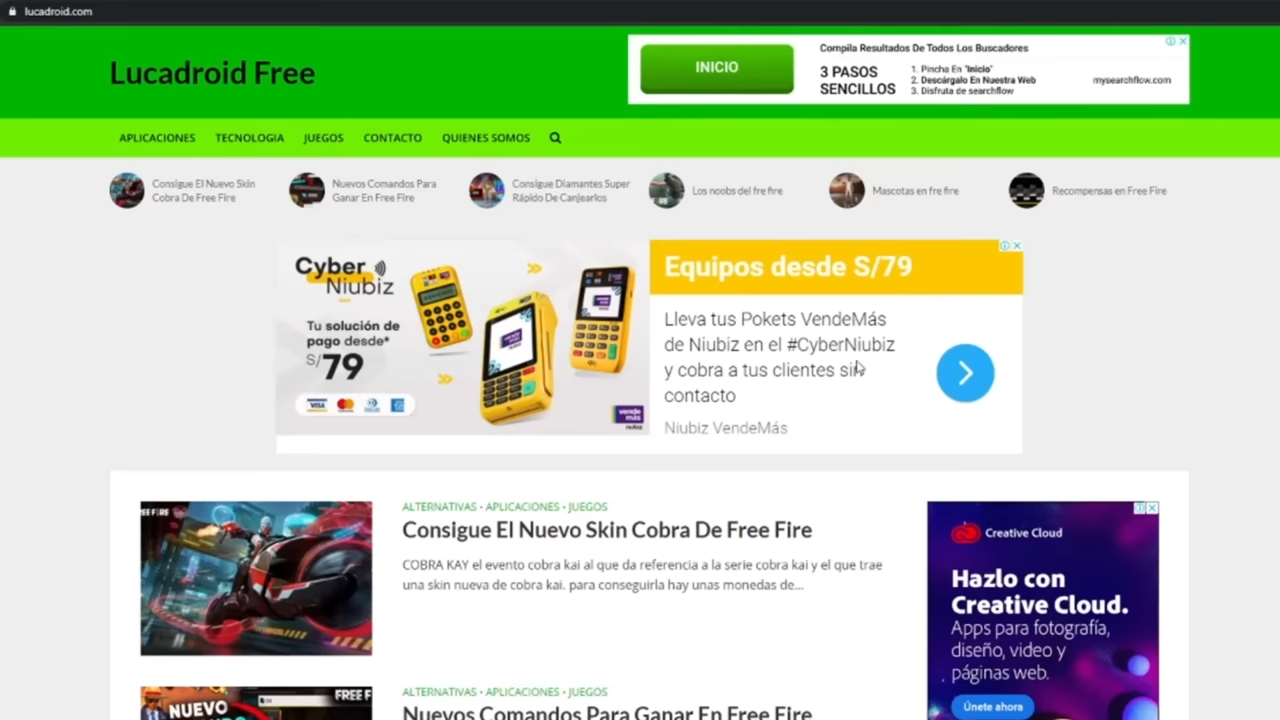 lucadroid.com
Lucadroid Free
INICIO
Compila Resultados De Todos Los Buscadores
3 PASOS
SENCILLOS
1. Pincha En "Inicio"
2. Descárgalo En Nuestra Web
3. Disfruta de searchflow
mysearchflow.com
APLICACIONES TECNOLOGIA JUEGOS CONTACTO QUIENES SOMOS
Consigue El Nuevo Skin
Cobra De Free Fire
Nuevos Comandos Para
Ganar En Free Fire
Consigue Diamantes Super
Rápido De Canjearlos
Los noobs del fre fire
Mascotas en fre fire
Recompensas en Free Fire
Cyber
Niubiz
Tu solución de
pago desde*
S/79
VISA
vende
más
niubiz
Equipos desde S/79
Lleva tus Pokets VendeMás
de Niubiz en el #CyberNiubiz
y cobra a tus clientes sin
contacto
Niubiz VendeMás
EE FIRE
ALTERNATIVAS • APLICACIONES • JUEGOS
Consigue El Nuevo Skin Cobra De Free Fire
COBRA KAY el evento cobra kai al que da referencia a la serie cobra kai y el que trae
una skin nueva de cobra kai. para conseguirla hay unas monedas de...
Creative Cloud
Hazlo con
Creative Cloud.
Apps para fotografía,
diseño, video y
páginas web.
Únete ahora
NUEVO
FREE F
ALTERNATIVAS • APLICACIONES • JUEGOS
Nuevos Comandos Para Ganar En Free Fire